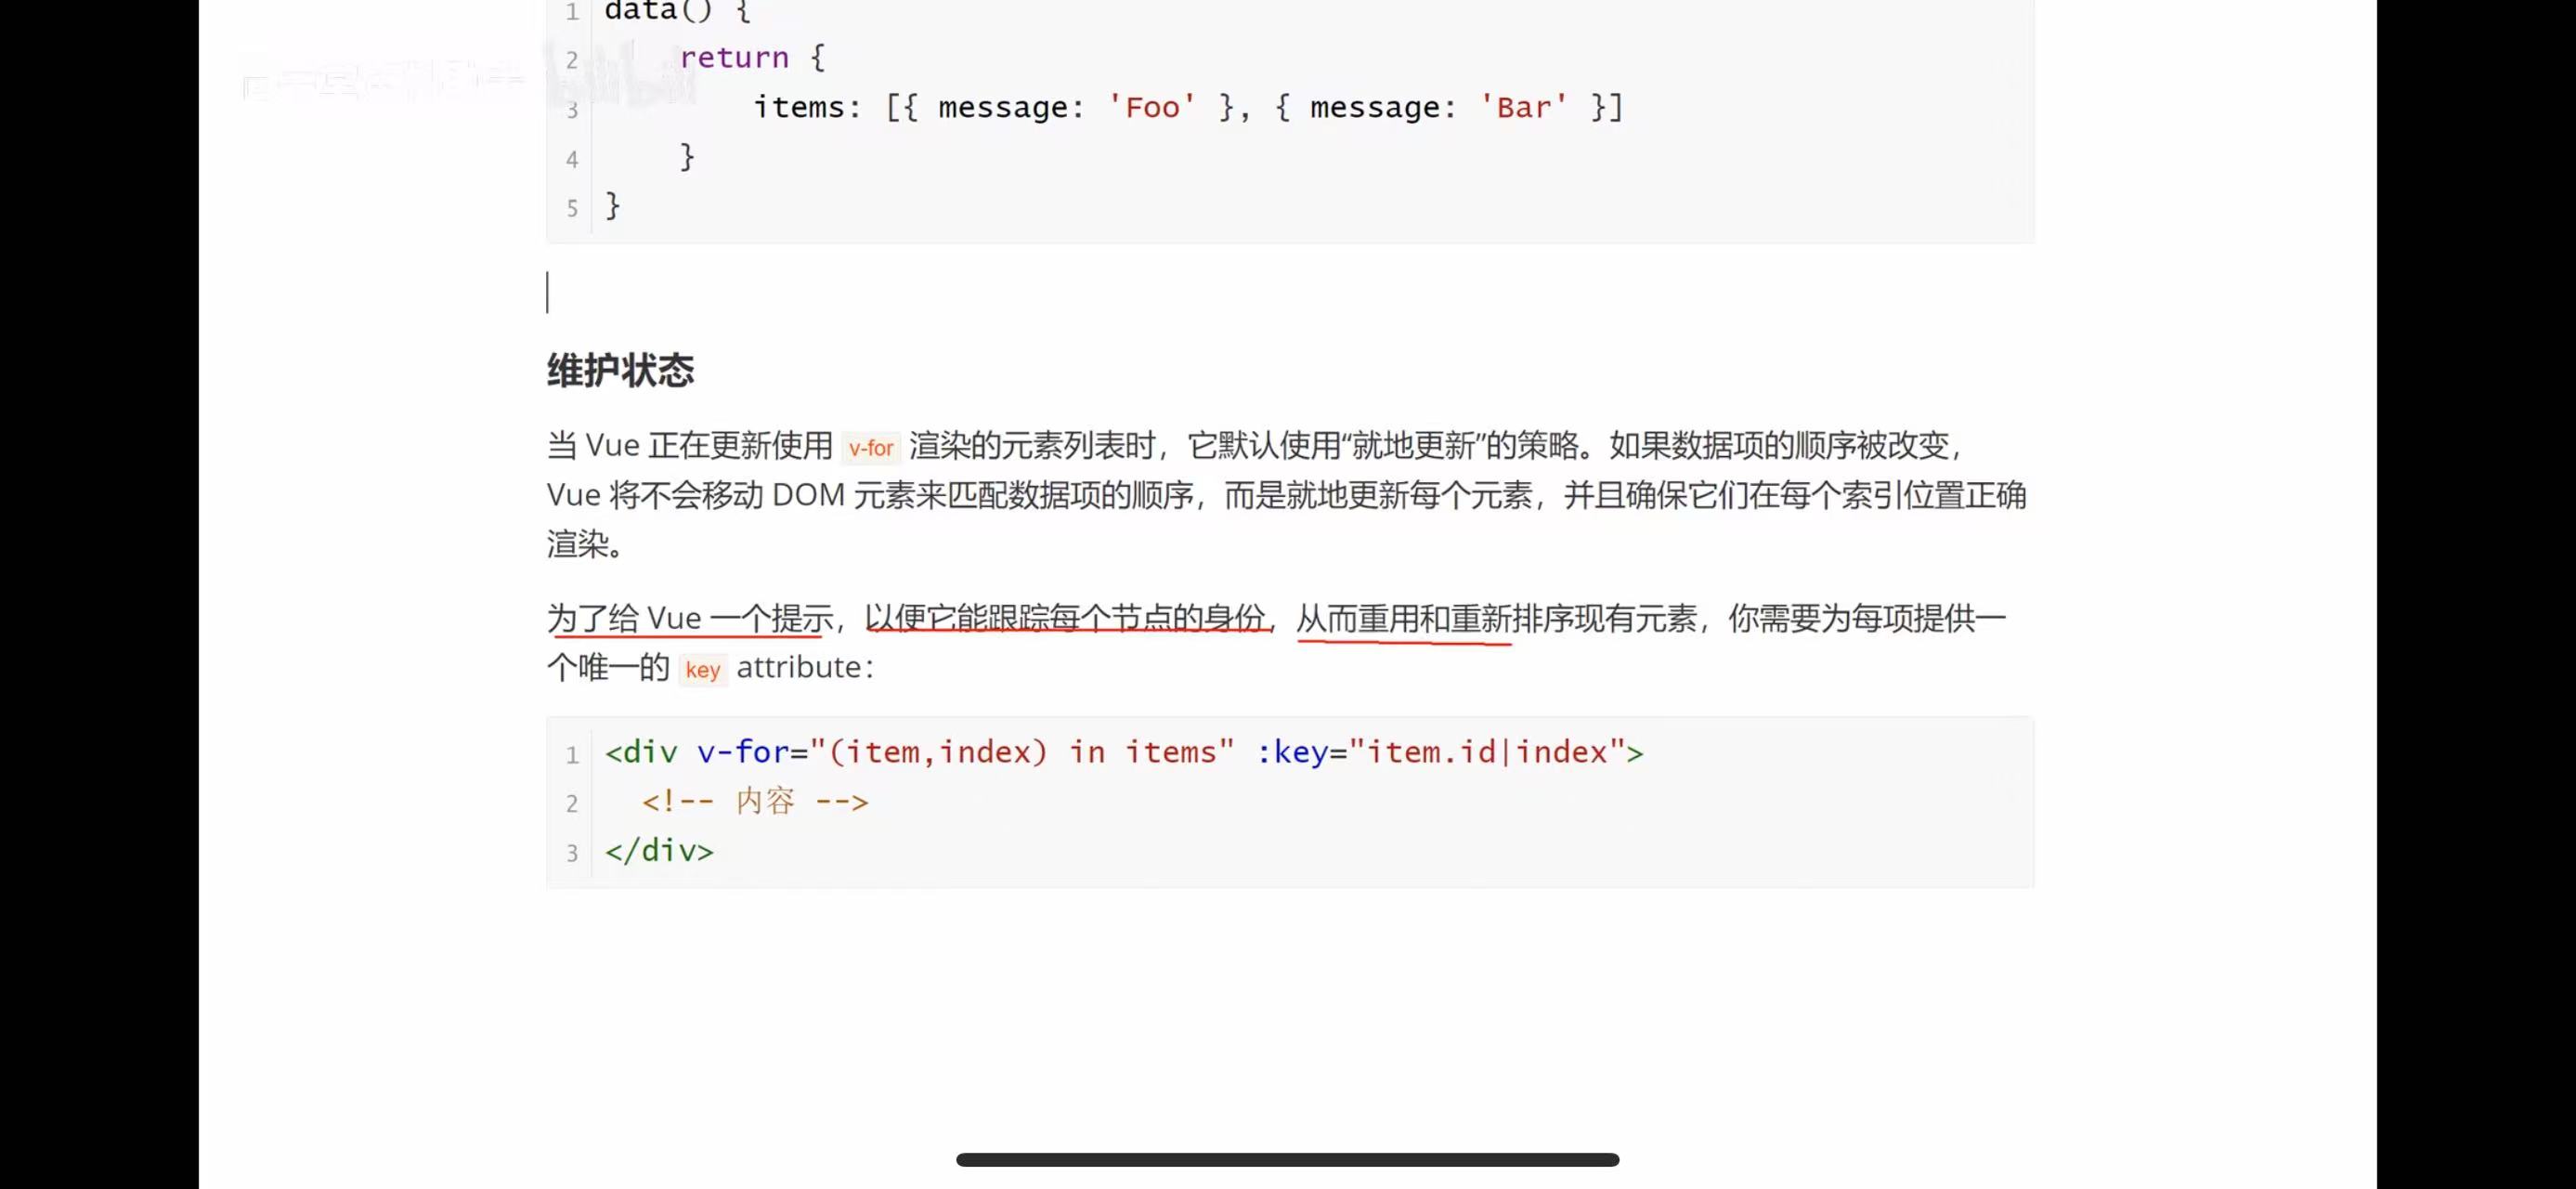 1 data() {
2 return {
3 items: [{ message: 'Foo' }, { message: 'Bar' }]
4 }
5 }
维护状态
当 Vue 正在更新使用 v-for 渲染的元素列表时，它默认使用“就地更新”的策略。如果数据项的顺序被改变，
Vue 将不会移动 DOM 元素来匹配数据项的顺序，而是就地更新每个元素，并且确保它们在每个索引位置正确
渲染。
为了给 Vue 一个提示，以便它能跟踪每个节点的身份，从而重用和重新排序现有元素，你需要为每项提供一
个唯一的 key attribute：
1 <div v-for="(item,index) in items" :key="item.id|index">
2 <!-- 内容 -->
3 </div>